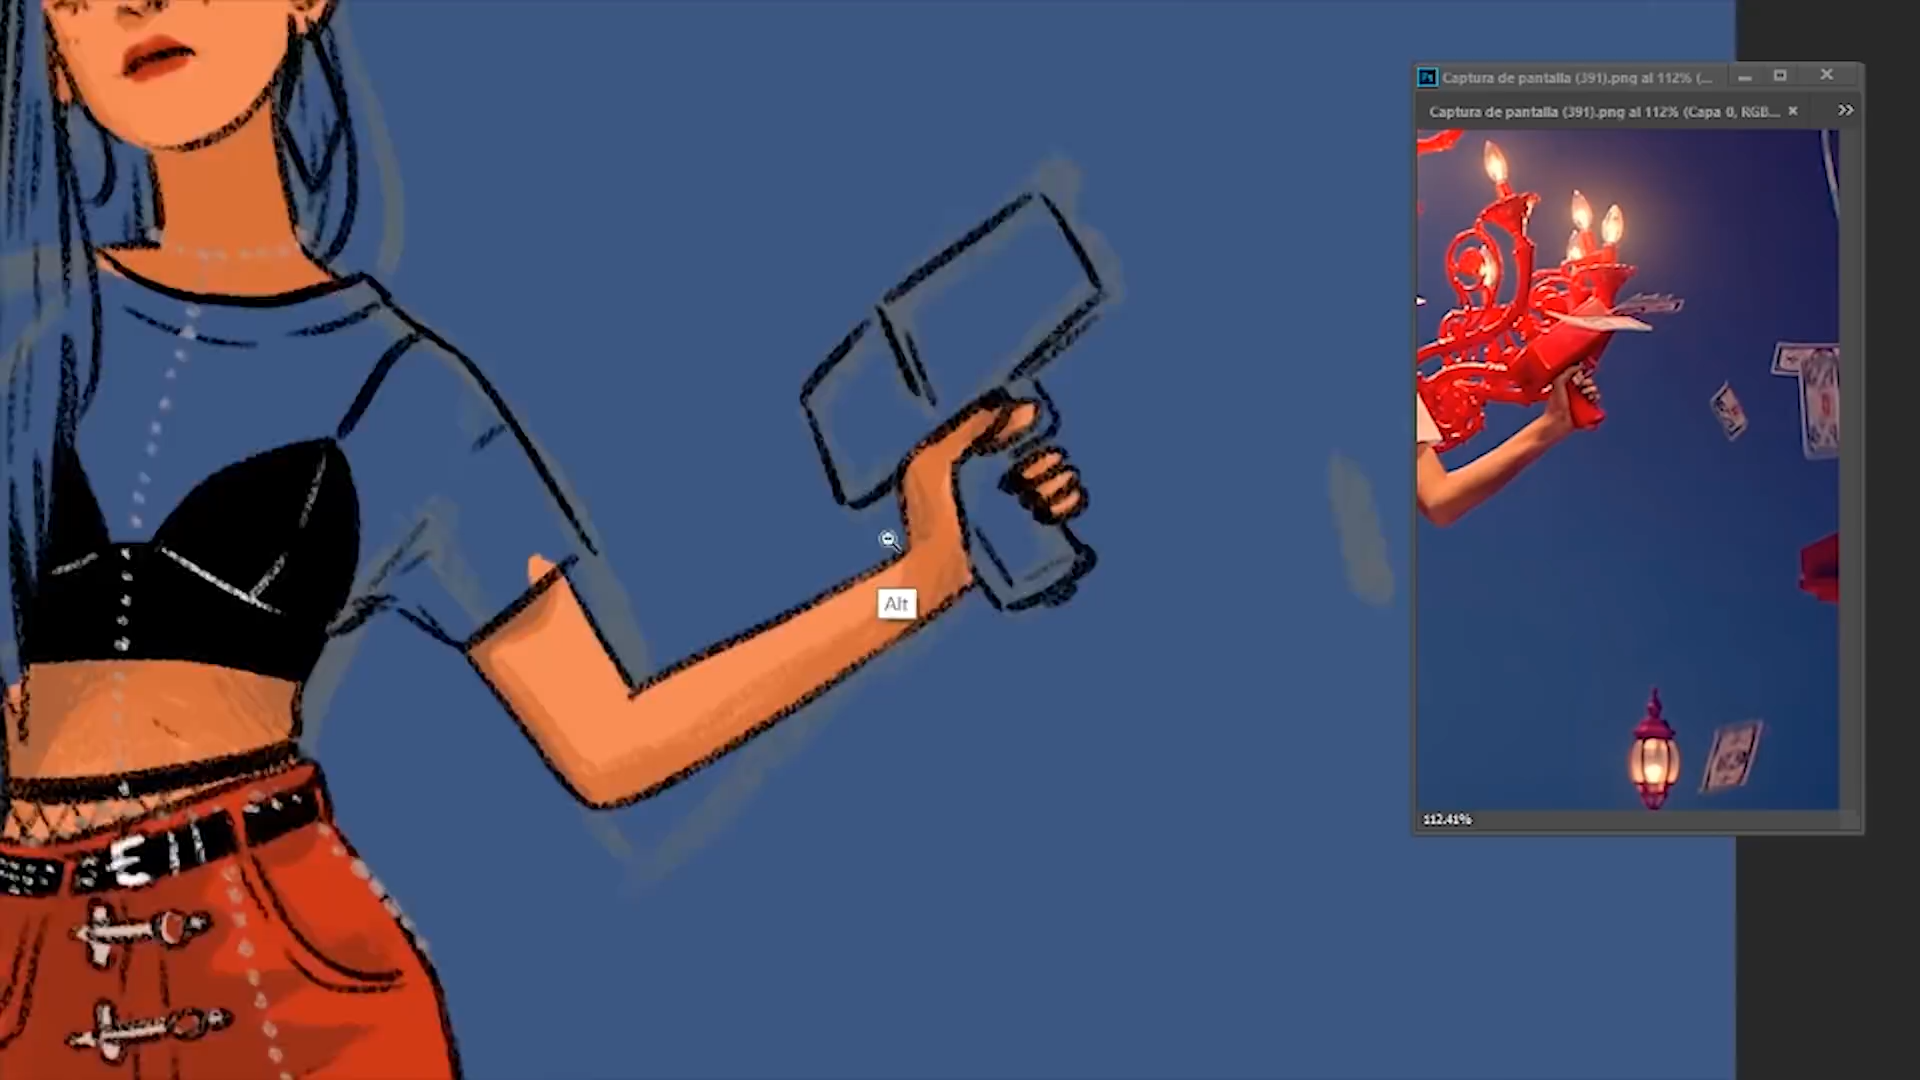 Ps Captura de pantalla (391).png al 112% (...
Captura de pantalla (391).png al 112% (Capa 0, RGB...
Alt
112.41%